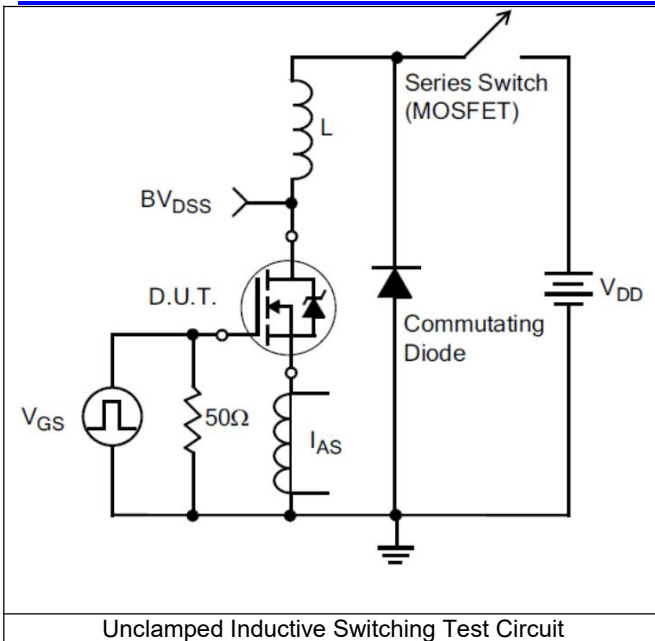 Series Switch
(MOSFET)
L
BVDSS
D.U.T.
VDD
Commutating
Diode
VGS
50Ω
IAS
Unclamped Inductive Switching Test Circuit